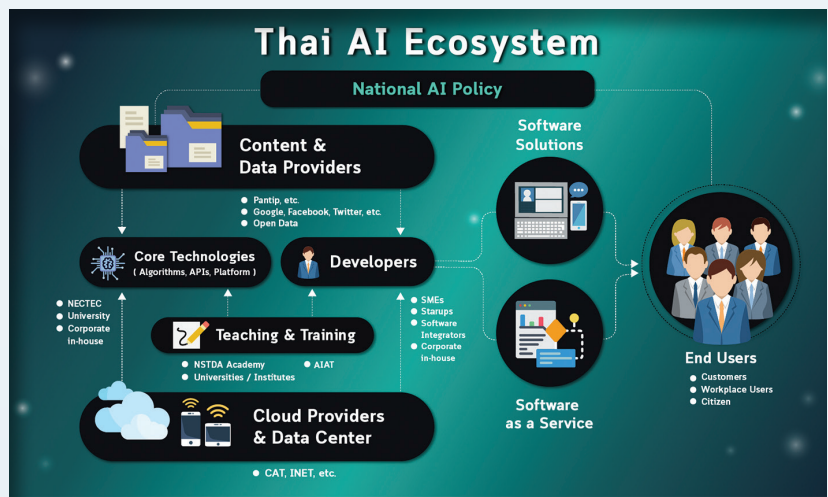 Thai AI Ecosystem
National AI Policy
Content &
Data Providers
Pantip, etc.
Google, Facebook, Twitter, etc.
Open Data
Software
Solutions
Core Technologies
( Algorithms, APIs, Platform )
Developers
NECTEC
University
Corporate
in-house
SMEs
Starups
Software
Integrators
Corporate
in-house
Teaching & Training
NSTDA Academy
Universities / Institutes
AIAT
Cloud Providers
& Data Center
CAT, INET, etc.
Software
as a Service
End Users
Customers
Workplace Users
Citizen